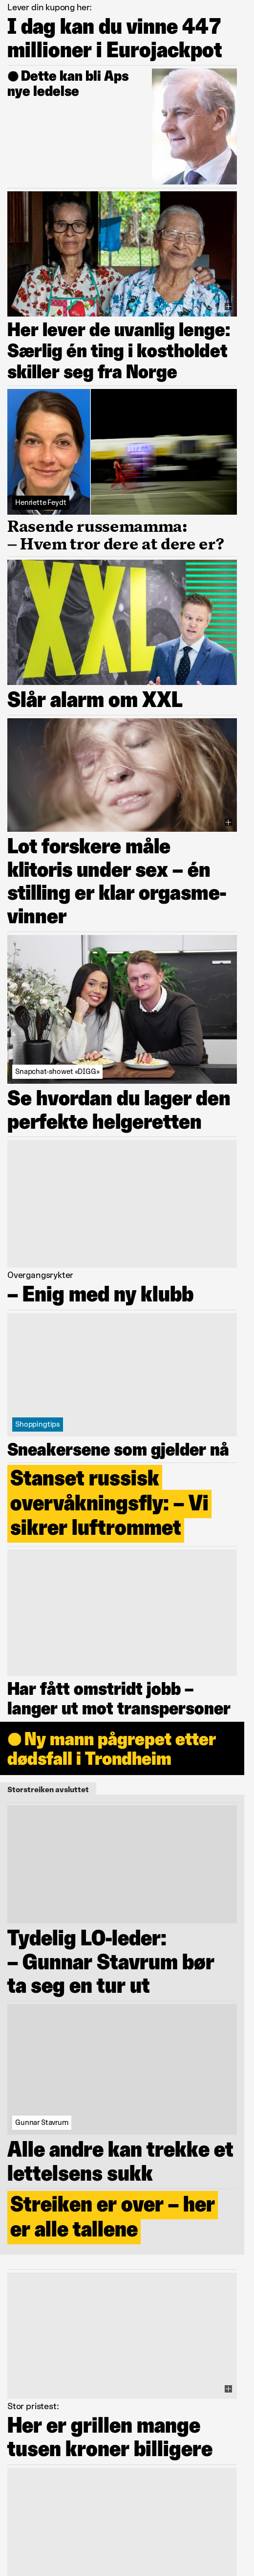 Lever din kupong her:
I dag kan du vinne 447
millioner i Eurojackpot
● Dette kan bli Aps
nye ledelse
Her lever de uvanlig lenge:
Særlig én ting i kostholdet
skiller seg fra Norge
Henriette Feydt
Rasende russemamma:
– Hvem tror dere at dere er?
XXL
Slår alarm om XXL
Lot forskere måle
klitoris under sex – én
stilling er klar orgasme-
vinner
Snapchat-showet «DIGG»
Se hvordan du lager den
perfekte helgeretten
Overgangsrykter
– Enig med ny klubb
Shoppingtips
Sneakersene som gjelder nå
Stanset russisk
overvåkningsfly: – Vi
sikrer luftrommet
Har fått omstridt jobb –
langer ut mot transpersoner
● Ny mann pågrepet etter
dødsfall i Trondheim
Storstreiken avsluttet
Tydelig LO-leder:
– Gunnar Stavrum bør
ta seg en tur ut
Gunnar Stavrum
Alle andre kan trekke et
lettelsens sukk
Streiken er over – her
er alle tallene
Stor pristest:
Her er grillen mange
tusen kroner billigere